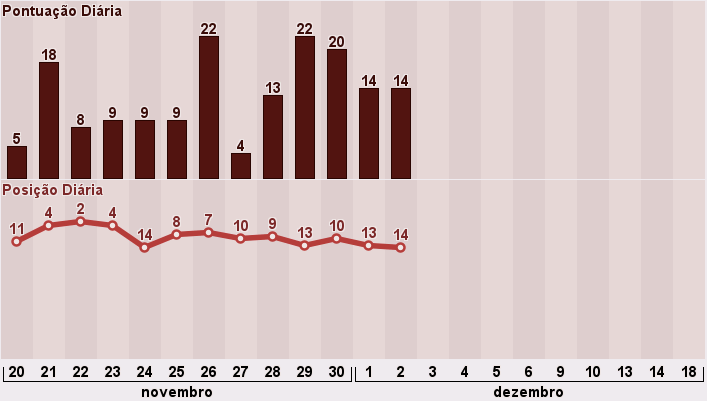 Pontuação Diária
5 18 8 9 9 9 22 4 13 22 20 14 14
Posição Diária
11 4 2 4 14 8 7 10 9 13 10 13 14
20 21 22 23 24 25 26 27 28 29 30 1 2 3 4 5 6 9 10 13 14 18
novembro dezembro